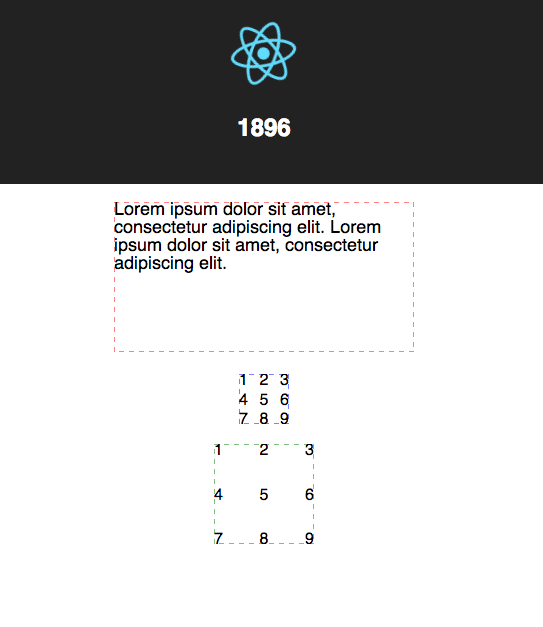 1896
Lorem ipsum dolor sit amet,
consectetur adipiscing elit. Lorem
ipsum dolor sit amet, consectetur
adipiscing elit.
1 2 3
4 5 6
7 8 9
1 2 3
4 5 6
7 8 9